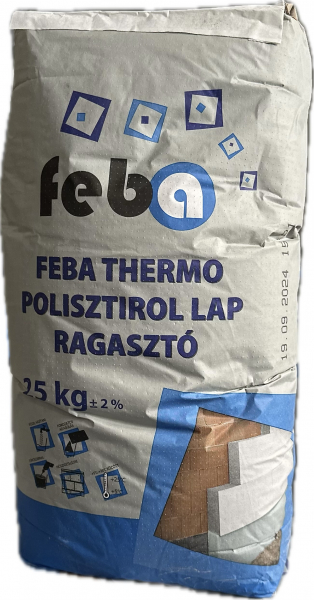 feba
FEBA THERMO
POLISZTIROL LAP
RAGASZTÓ
25 kg ± 2%
19.09.2024